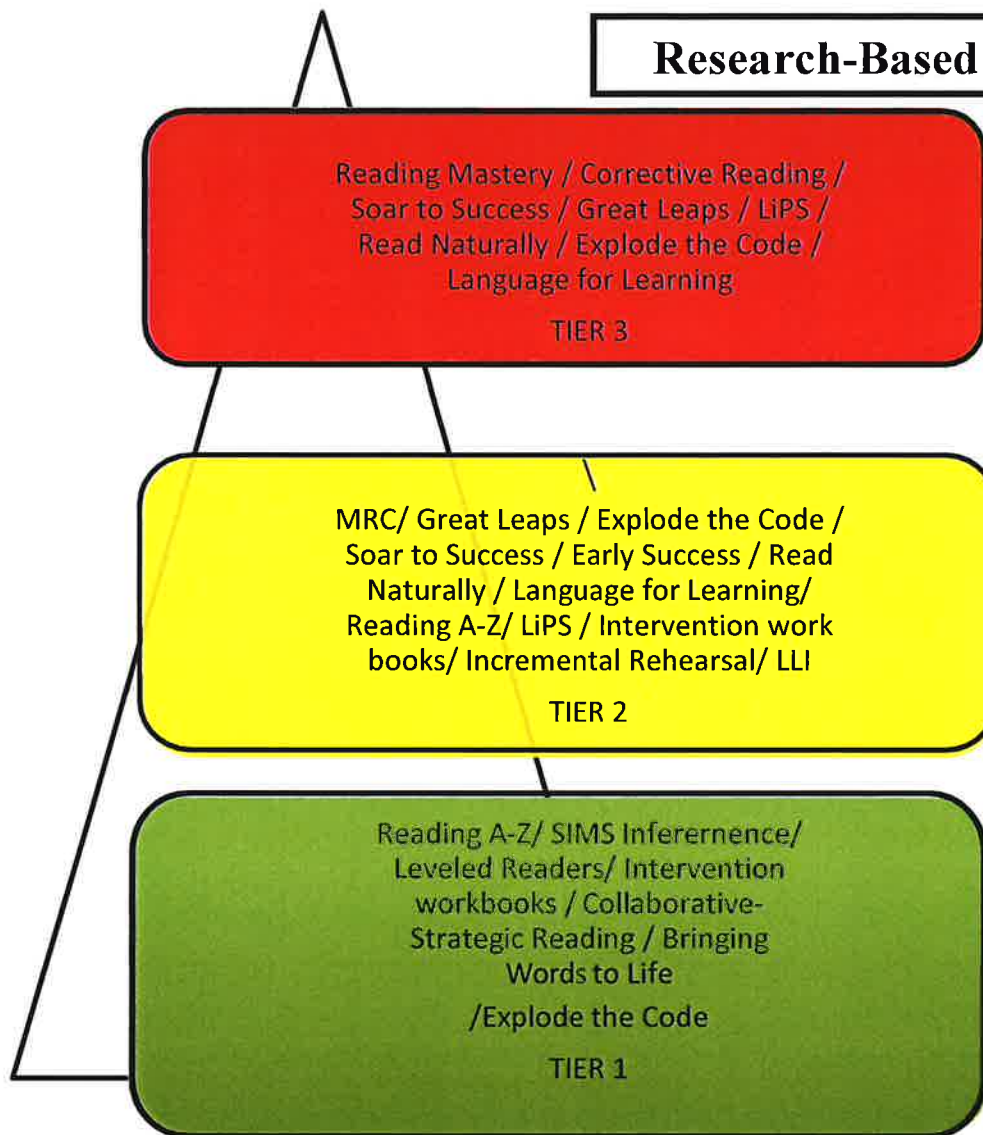 Research-Based
Reading Mastery / Corrective Reading /
Soar to Success / Great Leaps / LiPS /
Read Naturally / Explode the Code /
Language for Learning
TIER 3
MRC/ Great Leaps / Explode the Code /
Soar to Success / Early Success / Read
Naturally / Language for Learning/
Reading A-Z/ LiPS / Intervention work
books/ Incremental Rehearsal/ LLI
TIER 2
Reading A-Z/ SIMS Inferernence/
Leveled Readers/ Intervention
workbooks / Collaborative-
Strategic Reading / Bringing
Words to Life
/Explode the Code
TIER 1